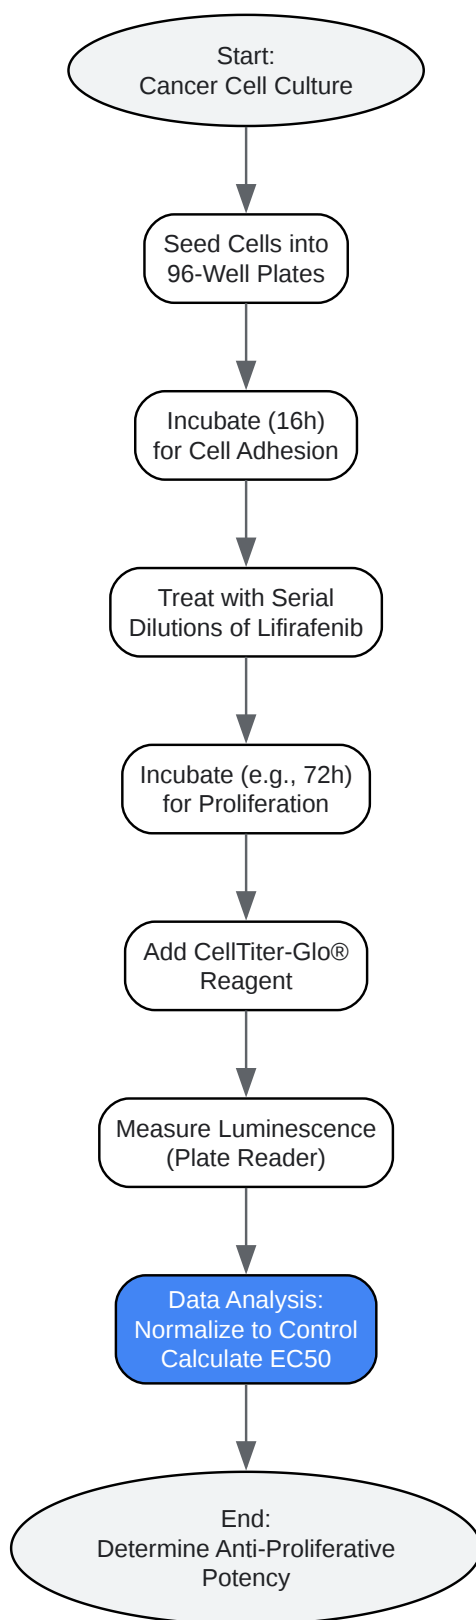 Start:
Cancer Cell Culture
Seed Cells into
96-Well Plates
Incubate (16h)
for Cell Adhesion
Treat with Serial
Dilutions of Lifirafenib
Incubate (e.g., 72h)
for Proliferation
Add CellTiter-Glo®
Reagent
Measure Luminescence
(Plate Reader)
Data Analysis:
Normalize to Control
Calculate EC50
End:
Determine Anti-Proliferative
Potency